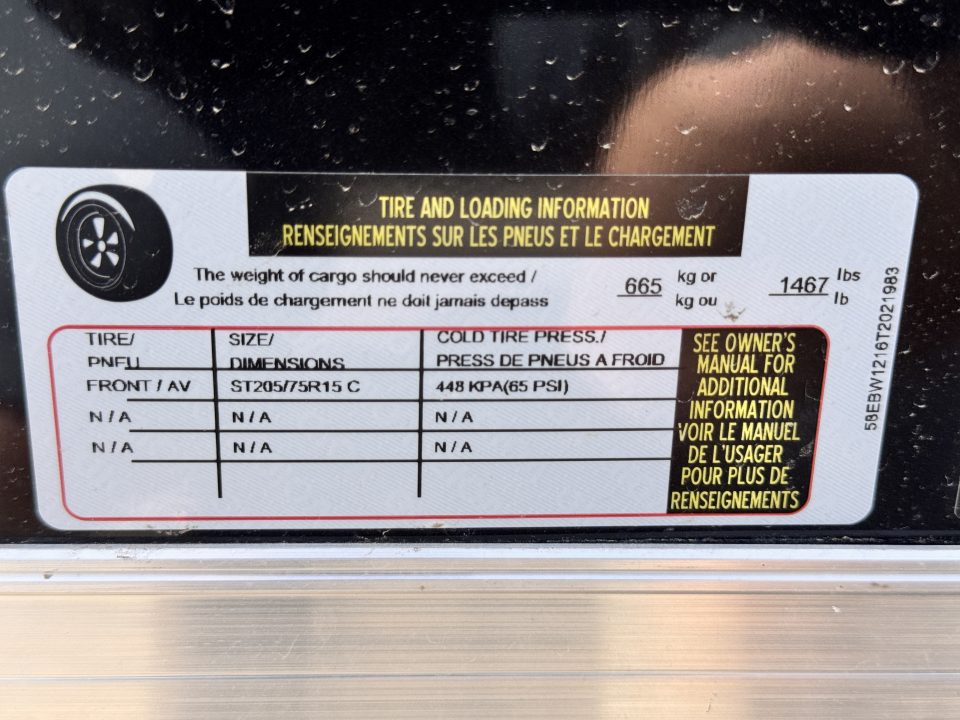 TIRE AND LOADING INFORMATION
RENSEIGNEMENTS SUR LES PNEUS ET LE CHARGEMENT
The weight of cargo should never exceed / 665 kg or 1467 lbs
Le poids de chargement ne doit jamais depass kg ou lb
TIRE/ SIZE/ COLD TIRE PRESS./
PNEU DIMENSIONS PRESS DE PNEUS A FROID
FRONT / AV ST205/75R15 C 448 KPA(65 PSI)
N / A N / A N / A
N / A N / A N / A
SEE OWNER'S
MANUAL FOR
ADDITIONAL
INFORMATION
VOIR LE MANUEL
DE L'USAGER
POUR PLUS DE
RENSEIGNEMENTS
58EBW1216T2021983